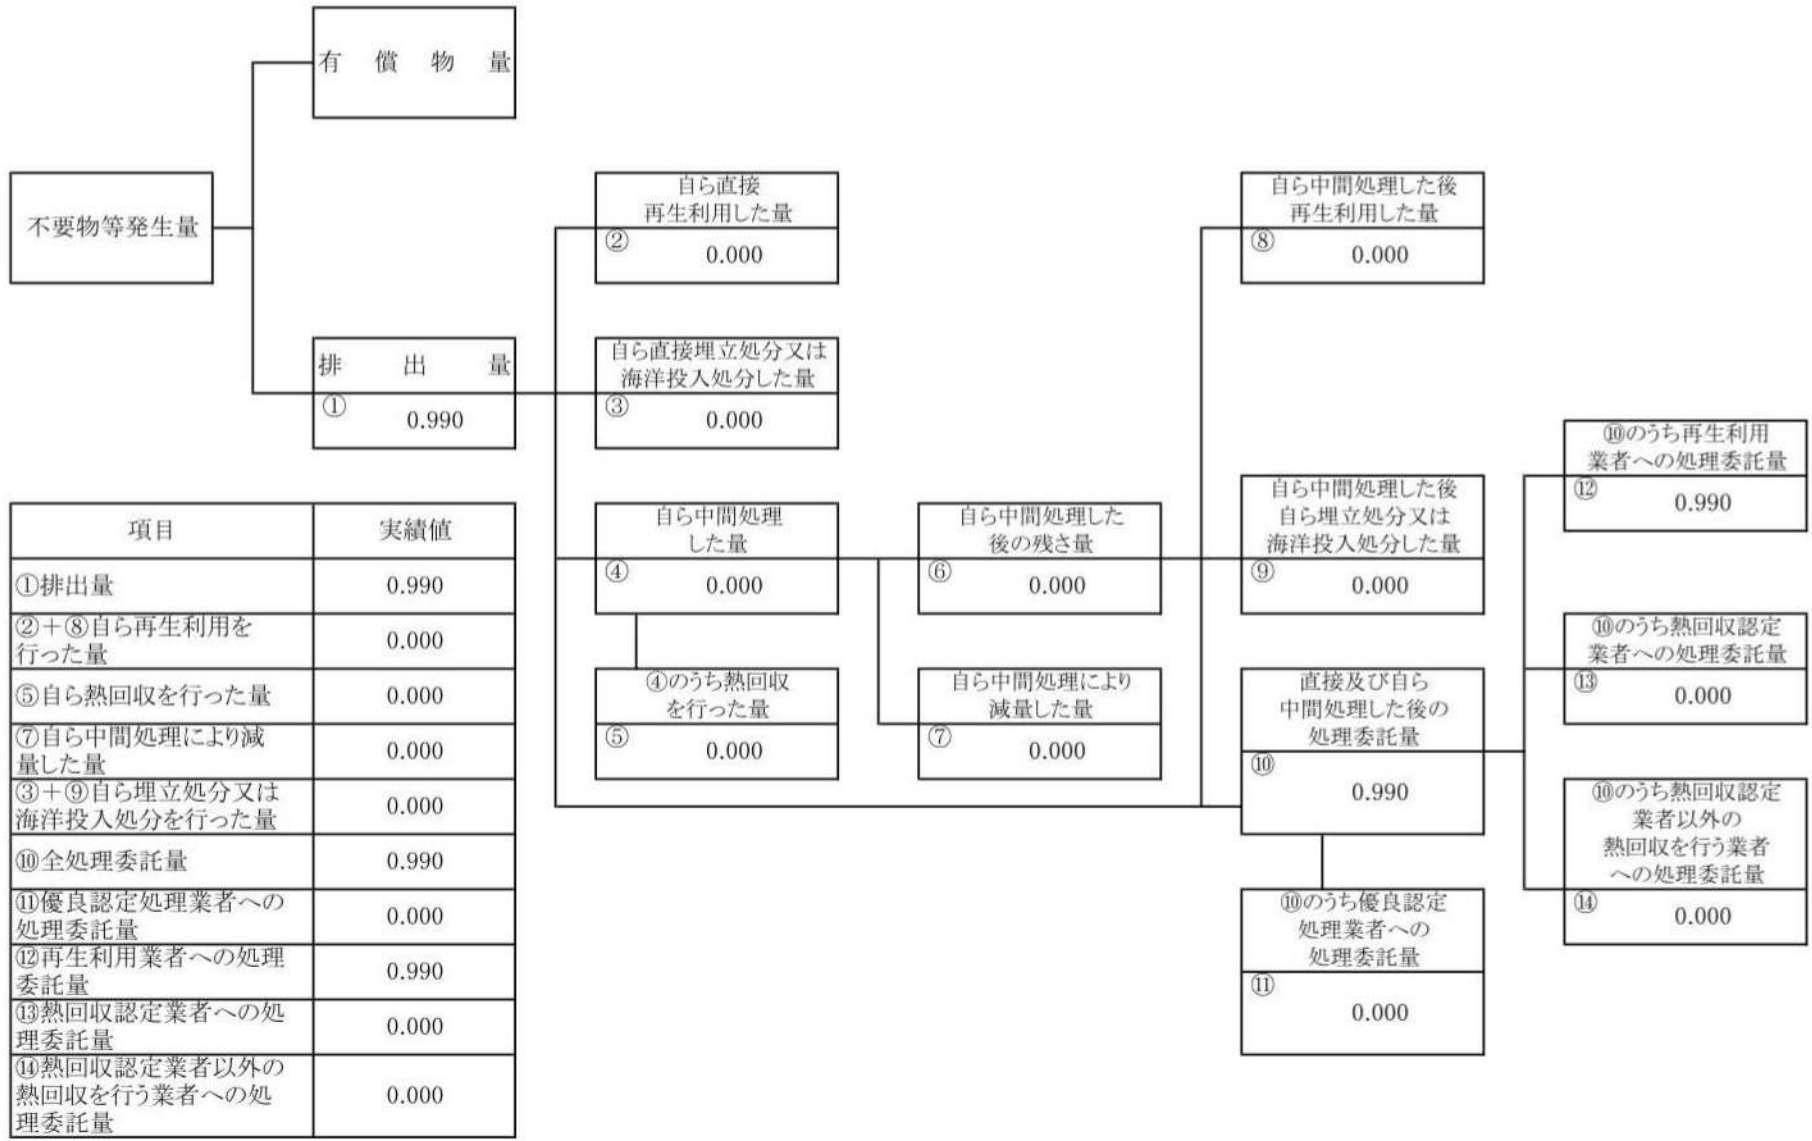 有償物量
不要物等発生量
排出量
①
0.990
自ら直接
再生利用した量
②
0.000
自ら直接埋立処分又は
海洋投入処分した量
③
0.000
自ら中間処理
した量
④
0.000
④のうち熱回収
を行った量
⑤
0.000
自ら中間処理した
後の残さ量
⑥
0.000
自ら中間処理により
減量した量
⑦
0.000
自ら中間処理した後
再生利用した量
⑧
0.000
自ら中間処理した後
自ら埋立処分又は
海洋投入処分した量
⑨
0.000
直接及び自ら
中間処理した後の
処理委託量
⑩
0.990
⑩のうち優良認定
処理業者への
処理委託量
⑪
0.000
⑩のうち再生利用
業者への処理委託量
⑫
0.990
⑩のうち熱回収認定
業者への処理委託量
⑬
0.000
⑩のうち熱回収認定
業者以外の
熱回収を行う業者
への処理委託量
⑭
0.000
項目 実績値
①排出量 0.990
②＋⑧自ら再生利用を
行った量 0.000
⑤自ら熱回収を行った量 0.000
⑦自ら中間処理により減
量した量 0.000
③＋⑨自ら埋立処分又は
海洋投入処分を行った量 0.000
⑩全処理委託量 0.990
⑪優良認定処理業者への
処理委託量 0.000
⑫再生利用業者への処理
委託量 0.990
⑬熱回収認定業者への処
理委託量 0.000
⑭熱回収認定業者以外の
熱回収を行う業者への処
理委託量 0.000